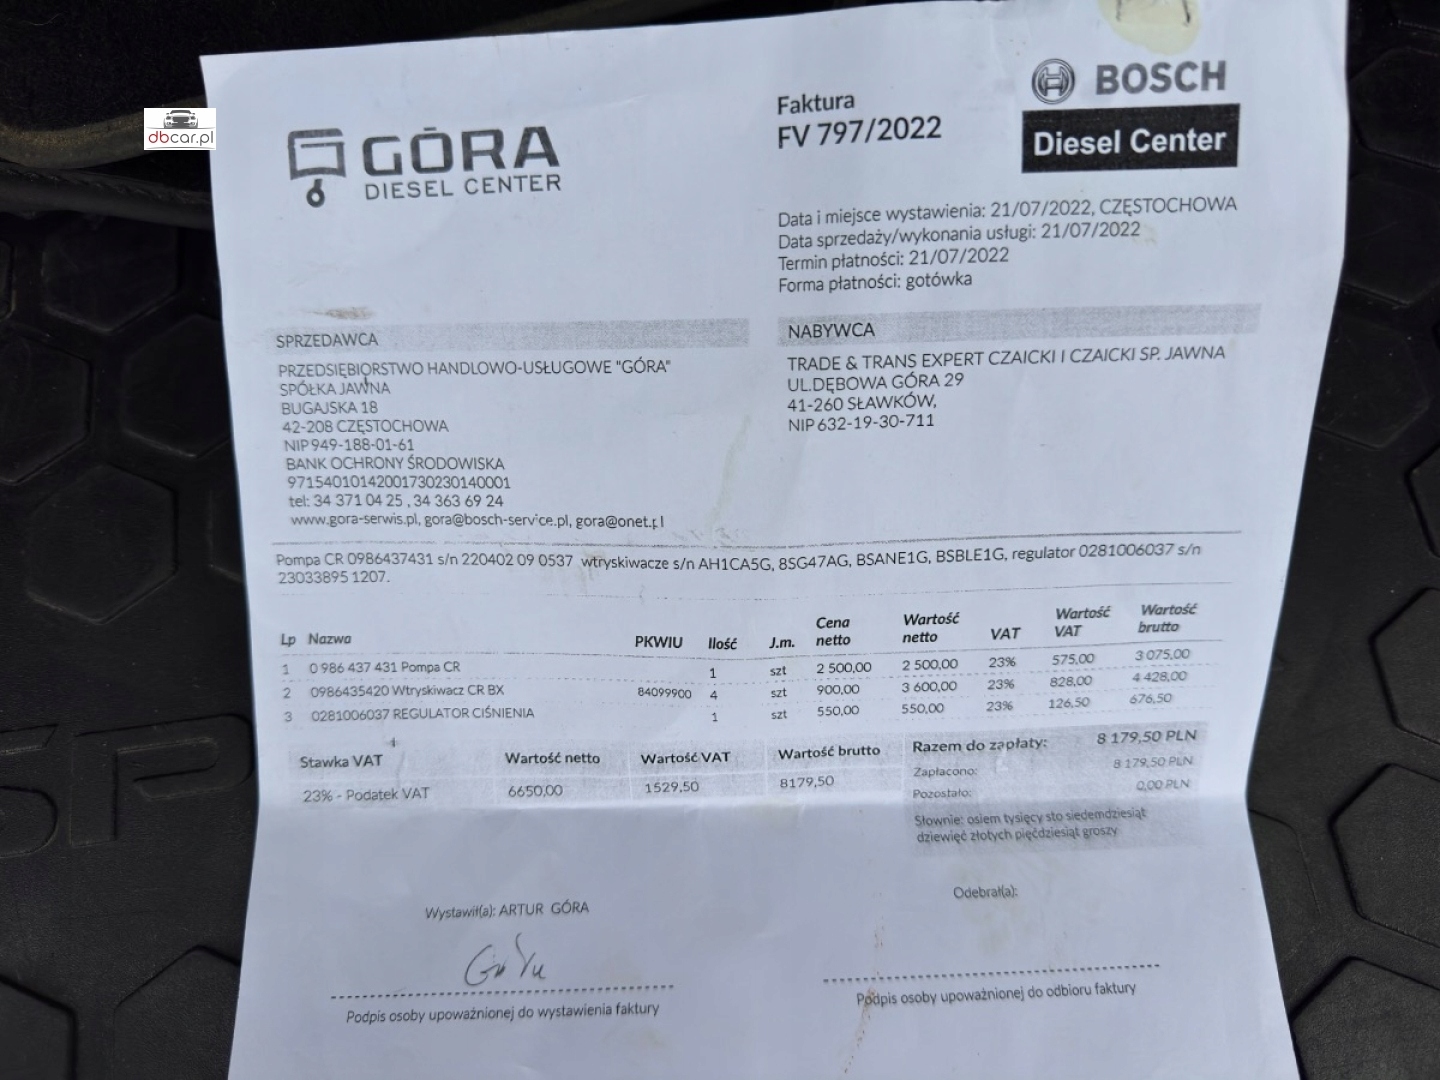 dbcar.pl
GÓRA
DIESEL CENTER
Faktura
FV 797/2022
BOSCH
Diesel Center
Data i miejsce wystawienia: 21/07/2022, CZĘSTOCHOWA
Data sprzedaży/wykonania usługi: 21/07/2022
Termin płatności: 21/07/2022
Forma płatności: gotówka
SPRZEDAWCA
PRZEDSIĘBIORSTWO HANDLOWO-USŁUGOWE "GÓRA"
SPÓŁKA JAWNA
BUGAJSKA 18
42-208 CZĘSTOCHOWA
NIP 949-188-01-61
BANK OCHRONY ŚRODOWISKA
97154010142001730230140001
tel: 34 371 04 25 , 34 363 69 24
www.gora-serwis.pl, gora@bosch-service.pl, gora@onet.pl
NABYWCA
TRADE & TRANS EXPERT CZAICKI I CZAICKI SP. JAWNA
UL.DĘBOWA GÓRA 29
41-260 SŁAWKÓW,
NIP 632-19-30-711
Pompa CR 0986437431 s/n 220402 09 0537 wtryskiwacze s/n AH1CA5G, 8SG47AG, BSANE1G, BSBLE1G, regulator 0281006037 s/n
23033895 1207.
Lp Nazwa PKWIU Ilość J.m. Cena netto Wartość netto VAT Wartość VAT Wartość brutto
1 0 986 437 431 Pompa CR 1 szt 2 500,00 2 500,00 23% 575,00 3 075,00
2 0986435420 Wtryskiwacz CR BX 84099900 4 szt 900,00 3 600,00 23% 828,00 4 428,00
3 0281006037 REGULATOR CIŚNIENIA 1 szt 550,00 550,00 23% 126,50 676,50
Stawka VAT Wartość netto Wartość VAT Wartość brutto
23% - Podatek VAT 6650,00 1529,50 8179,50
Razem do zapłaty: 8 179,50 PLN
Zapłacono: 8 179,50 PLN
Pozostało: 0,00 PLN
Słownie: osiem tysięcy sto siedemdziesiąt
dziewięć złotych pięćdziesiąt groszy
Wystawił(a): ARTUR GÓRA
Odebrał(a):
Podpis osoby upoważnionej do wystawienia faktury
Podpis osoby upoważnionej do odbioru faktury